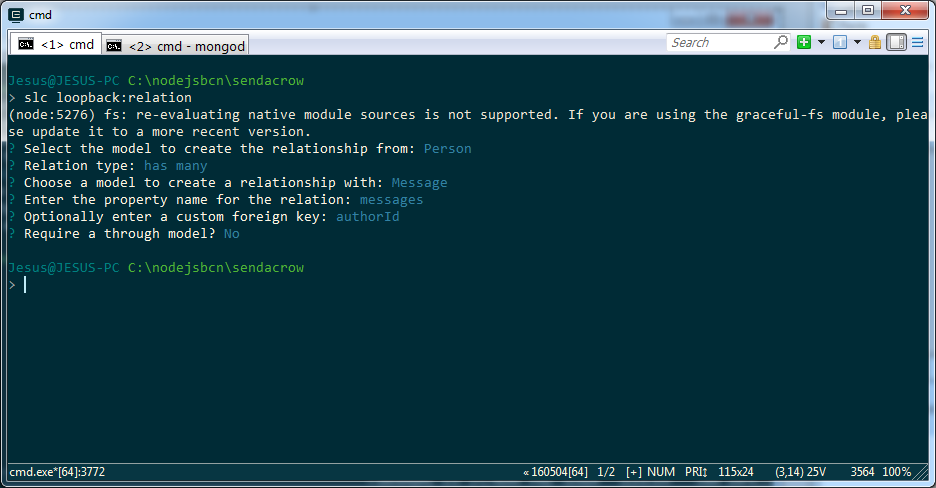 cmd
<1> cmd
<2> cmd - mongod
Search
Jesus@JESUS-PC C:\nodejsbcn\sendacrow
> slc loopback:relation
(node:5276) fs: re-evaluating native module sources is not supported. If you are using the graceful-fs module, plea
se update it to a more recent version.
? Select the model to create the relationship from: Person
? Relation type: has many
? Choose a model to create a relationship with: Message
? Enter the property name for the relation: messages
? Optionally enter a custom foreign key: authorId
? Require a through model? No
Jesus@JESUS-PC C:\nodejsbcn\sendacrow
>
cmd.exe*[64]:3772 « 160504[64] 1/2 [+] NUM PRI↕ 115x24 (3,14) 25V 3564 100%